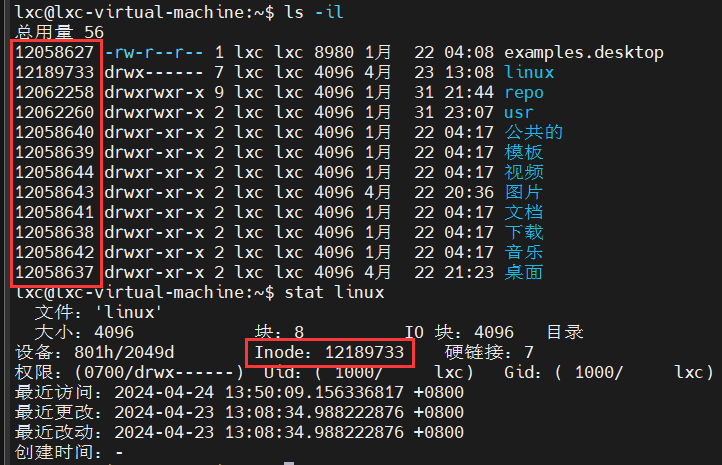 lxc@lxc-virtual-machine:~$ ls -il
总用量 56
12058627 -rw-r--r-- 1 lxc lxc 8980 1月  22 04:08 examples.desktop
12189733 drwx------ 7 lxc lxc 4096 4月  23 13:08 linux
12062258 drwxrwxr-x 9 lxc lxc 4096 1月  31 21:44 repo
12062260 drwxrwxr-x 2 lxc lxc 4096 1月  31 23:07 usr
12058640 drwxr-xr-x 2 lxc lxc 4096 1月  22 04:17 公共的
12058639 drwxr-xr-x 2 lxc lxc 4096 1月  22 04:17 模板
12058644 drwxr-xr-x 2 lxc lxc 4096 1月  22 04:17 视频
12058643 drwxr-xr-x 2 lxc lxc 4096 4月  22 20:36 图片
12058641 drwxr-xr-x 2 lxc lxc 4096 1月  22 04:17 文档
12058638 drwxr-xr-x 2 lxc lxc 4096 1月  22 04:17 下载
12058642 drwxr-xr-x 2 lxc lxc 4096 1月  22 04:17 音乐
12058637 drwxr-xr-x 2 lxc lxc 4096 4月  22 21:23 桌面
lxc@lxc-virtual-machine:~$ stat linux
  文件：'linux'
  大小：4096            块：8          IO 块：4096   目录
设备：801h/2049d        Inode：12189733    硬链接：7
权限：(0700/drwx------)  Uid：( 1000/     lxc)   Gid：( 1000/     lxc)
最近访问：2024-04-24 13:50:09.156336817 +0800
最近更改：2024-04-23 13:08:34.988222876 +0800
最近改动：2024-04-23 13:08:34.988222876 +0800
创建时间：-